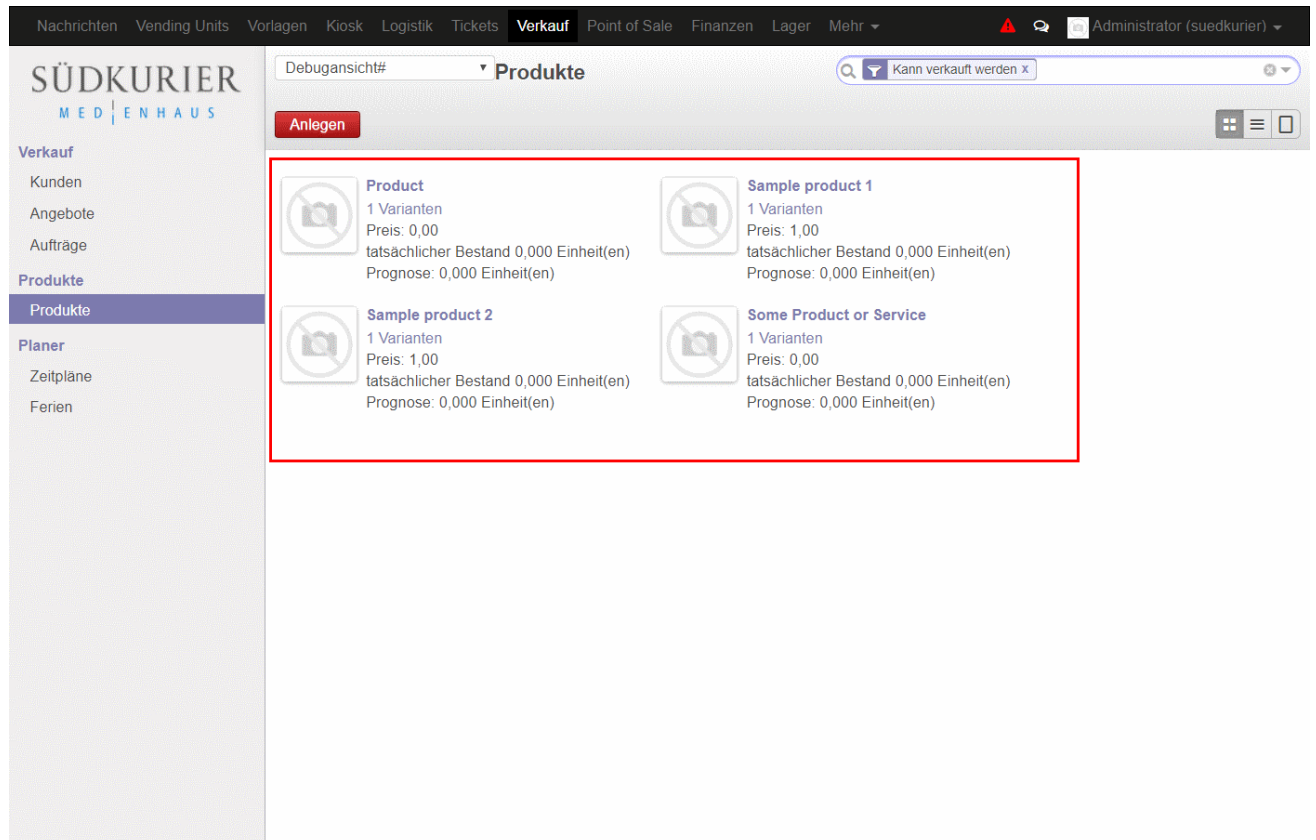 Nachrichten Vending Units Vorlagen Kiosk Logistik Tickets Verkauf Point of Sale Finanzen Lager Mehr Administrator (suedkurier)
SÜDKURIER
MEDIENHAUS
Verkauf
Kunden
Angebote
Aufträge
Produkte
Produkte
Planer
Zeitpläne
Ferien
Debugansicht# Produkte Kann verkauft werden x
Anlegen
Product
1 Varianten
Preis: 0,00
tatsächlicher Bestand 0,000 Einheit(en)
Prognose: 0,000 Einheit(en)
Sample product 1
1 Varianten
Preis: 1,00
tatsächlicher Bestand 0,000 Einheit(en)
Prognose: 0,000 Einheit(en)
Sample product 2
1 Varianten
Preis: 1,00
tatsächlicher Bestand 0,000 Einheit(en)
Prognose: 0,000 Einheit(en)
Some Product or Service
1 Varianten
Preis: 0,00
tatsächlicher Bestand 0,000 Einheit(en)
Prognose: 0,000 Einheit(en)